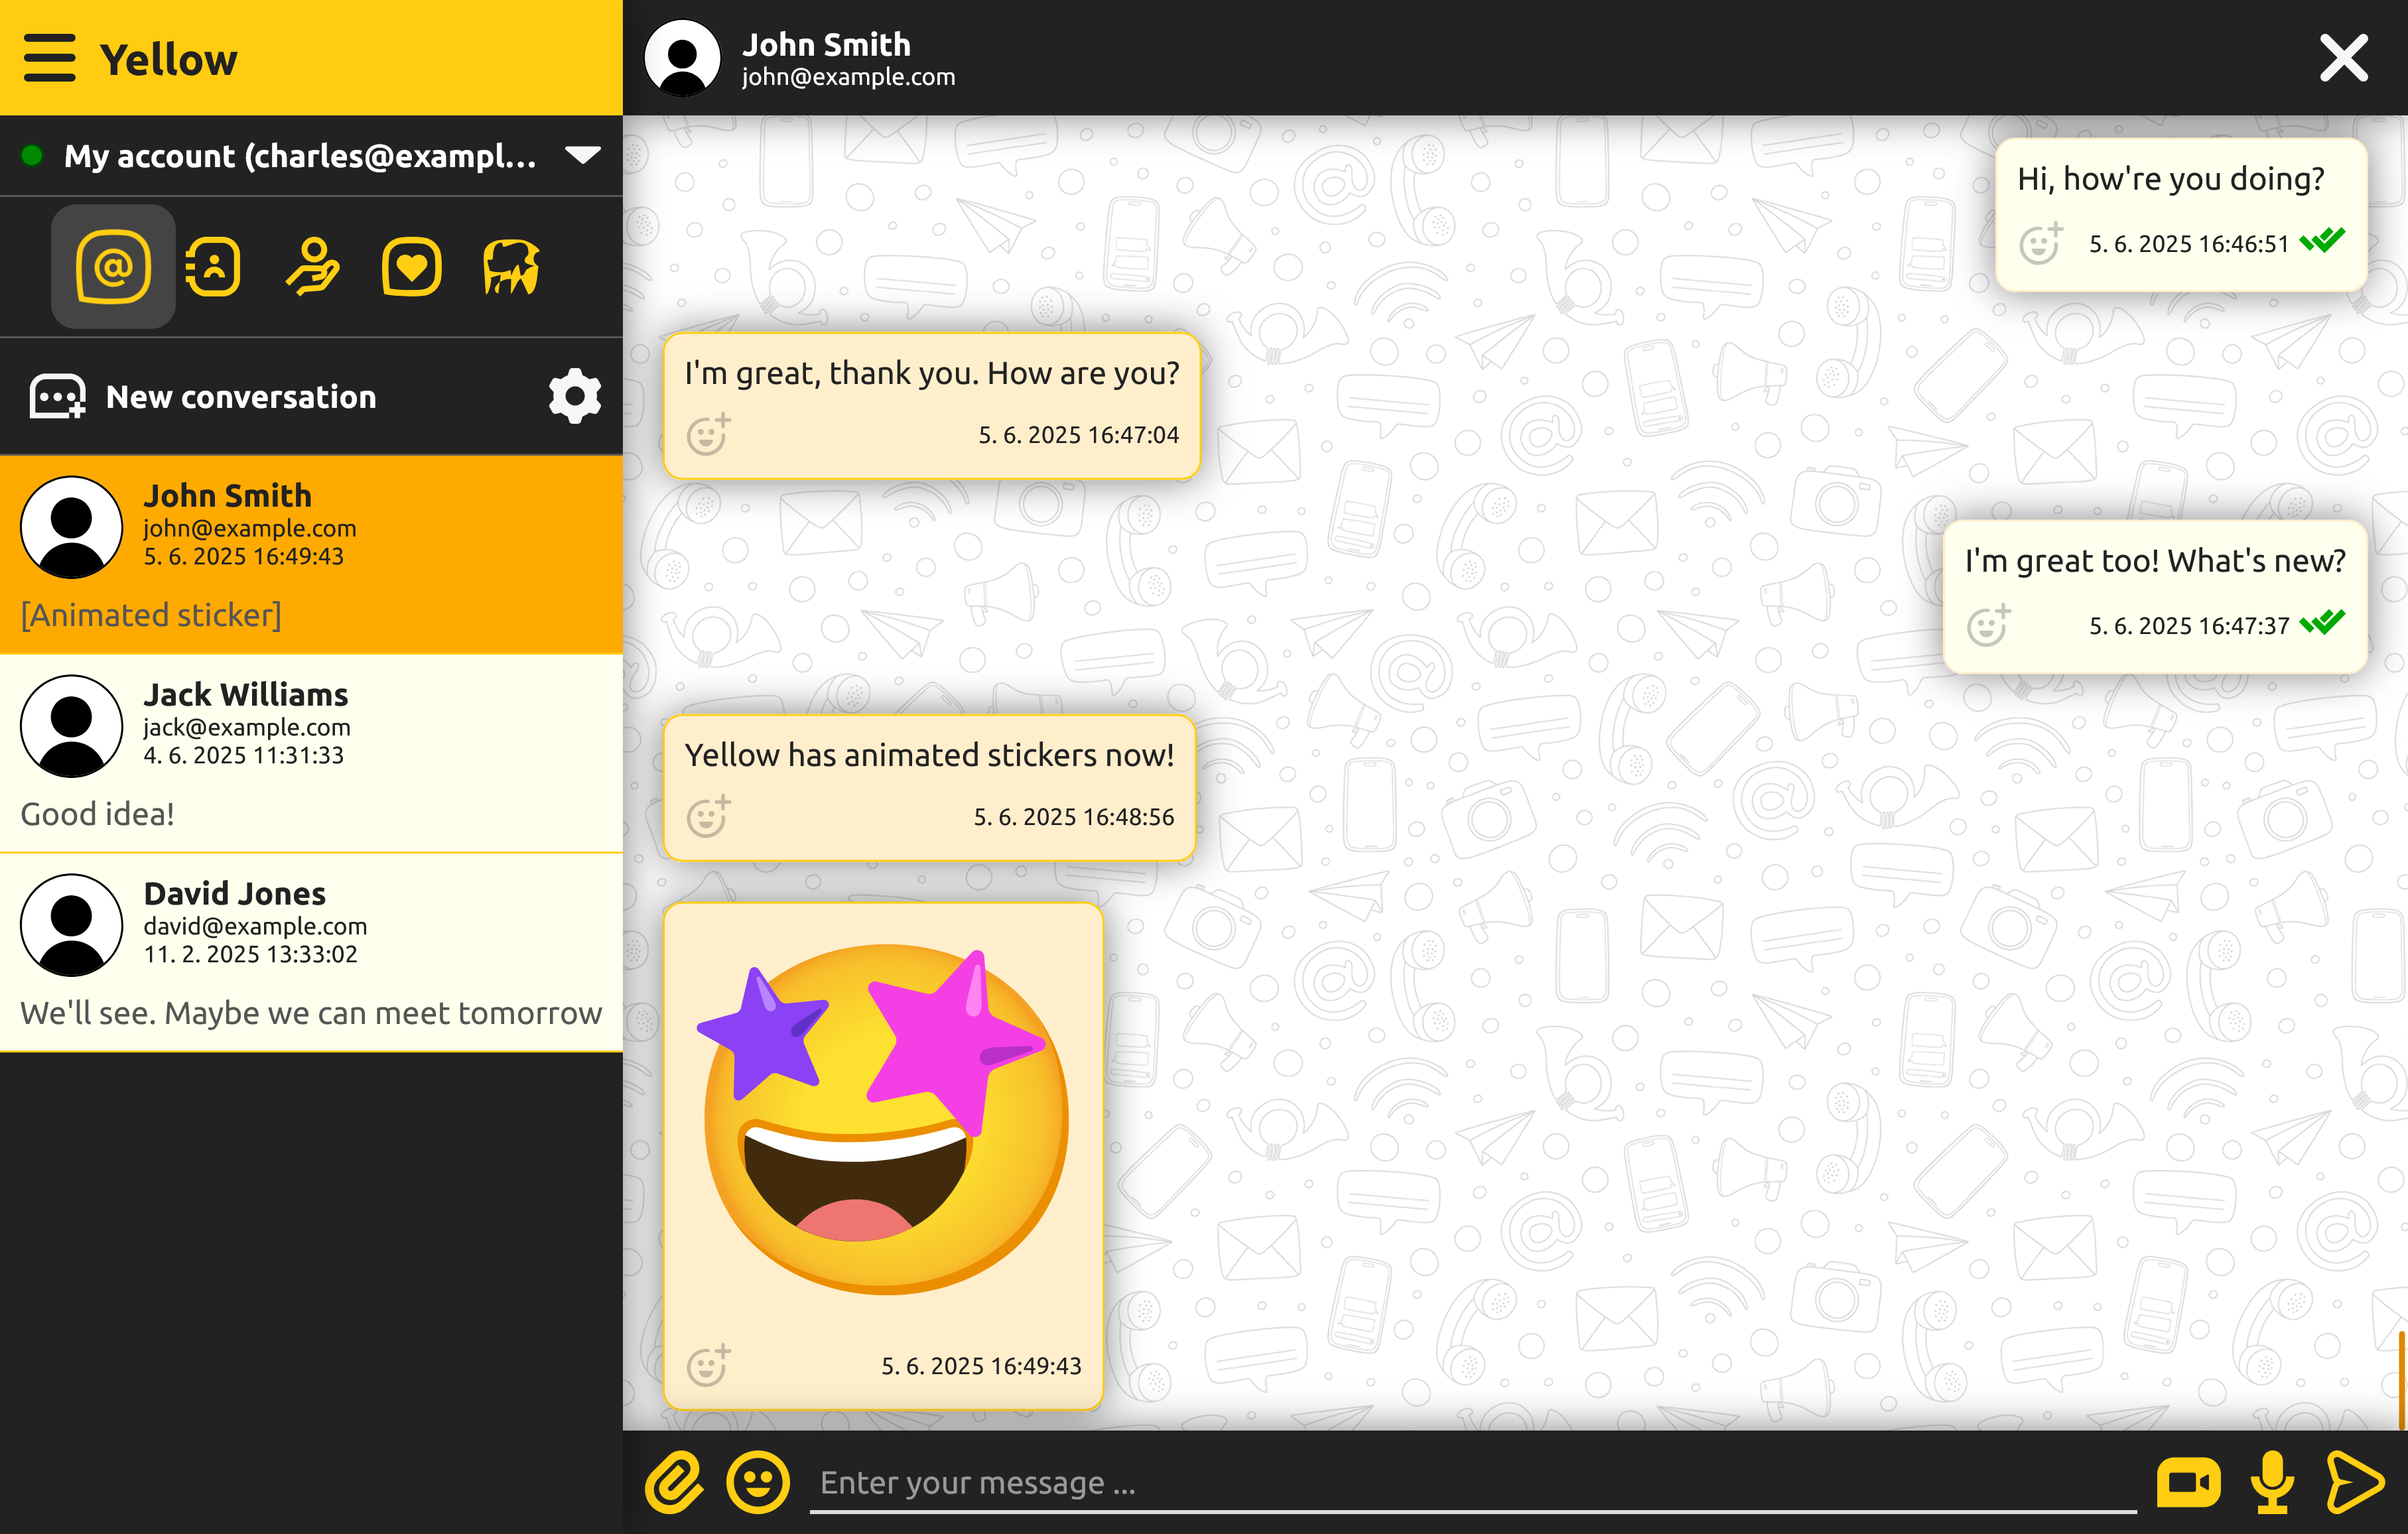 Yellow
My account (charles@exampl...
New conversation
John Smith
john@example.com
5. 6. 2025 16:49:43
[Animated sticker]
Jack Williams
jack@example.com
4. 6. 2025 11:31:33
Good idea!
David Jones
david@example.com
11. 2. 2025 13:33:02
We'll see. Maybe we can meet tomorrow
John Smith
john@example.com
Hi, how're you doing?
5. 6. 2025 16:46:51
I'm great, thank you. How are you?
5. 6. 2025 16:47:04
I'm great too! What's new?
5. 6. 2025 16:47:37
Yellow has animated stickers now!
5. 6. 2025 16:48:56
5. 6. 2025 16:49:43
Enter your message ...